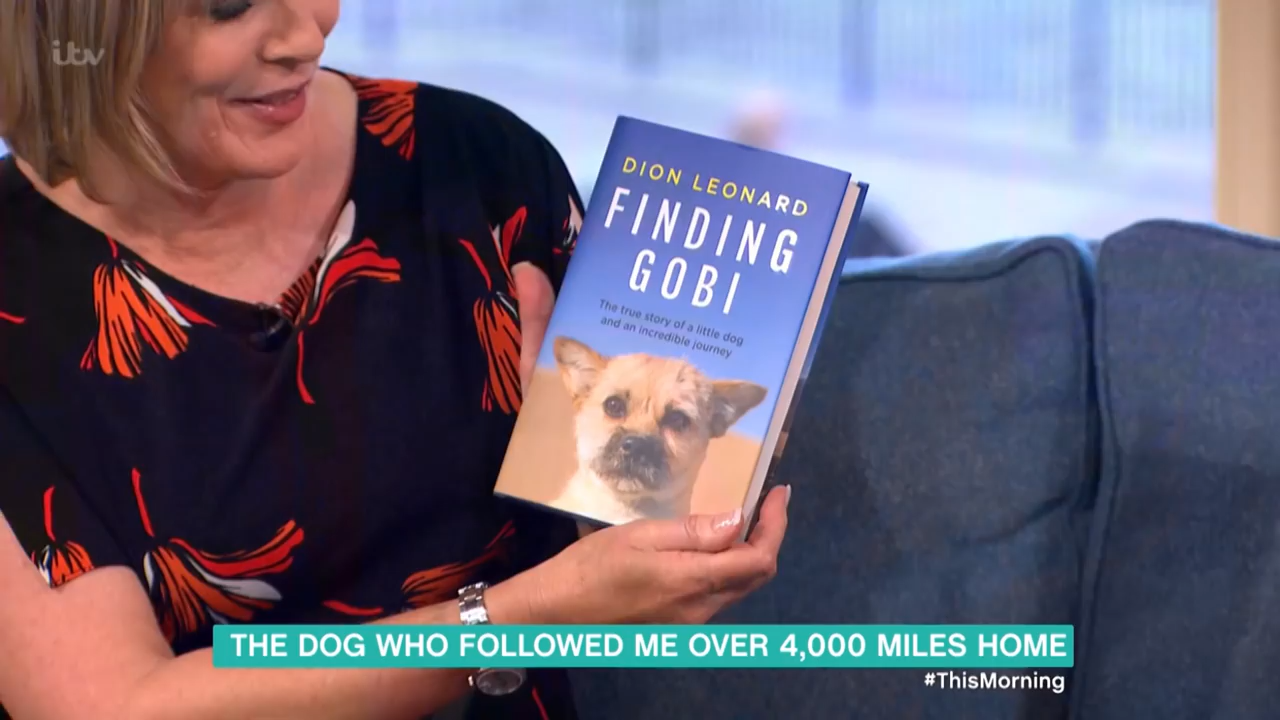 itv
DION LEONARD
FINDING
GOBI
The true story of a little dog
and an incredible journey
THE DOG WHO FOLLOWED ME OVER 4,000 MILES HOME
#ThisMorning